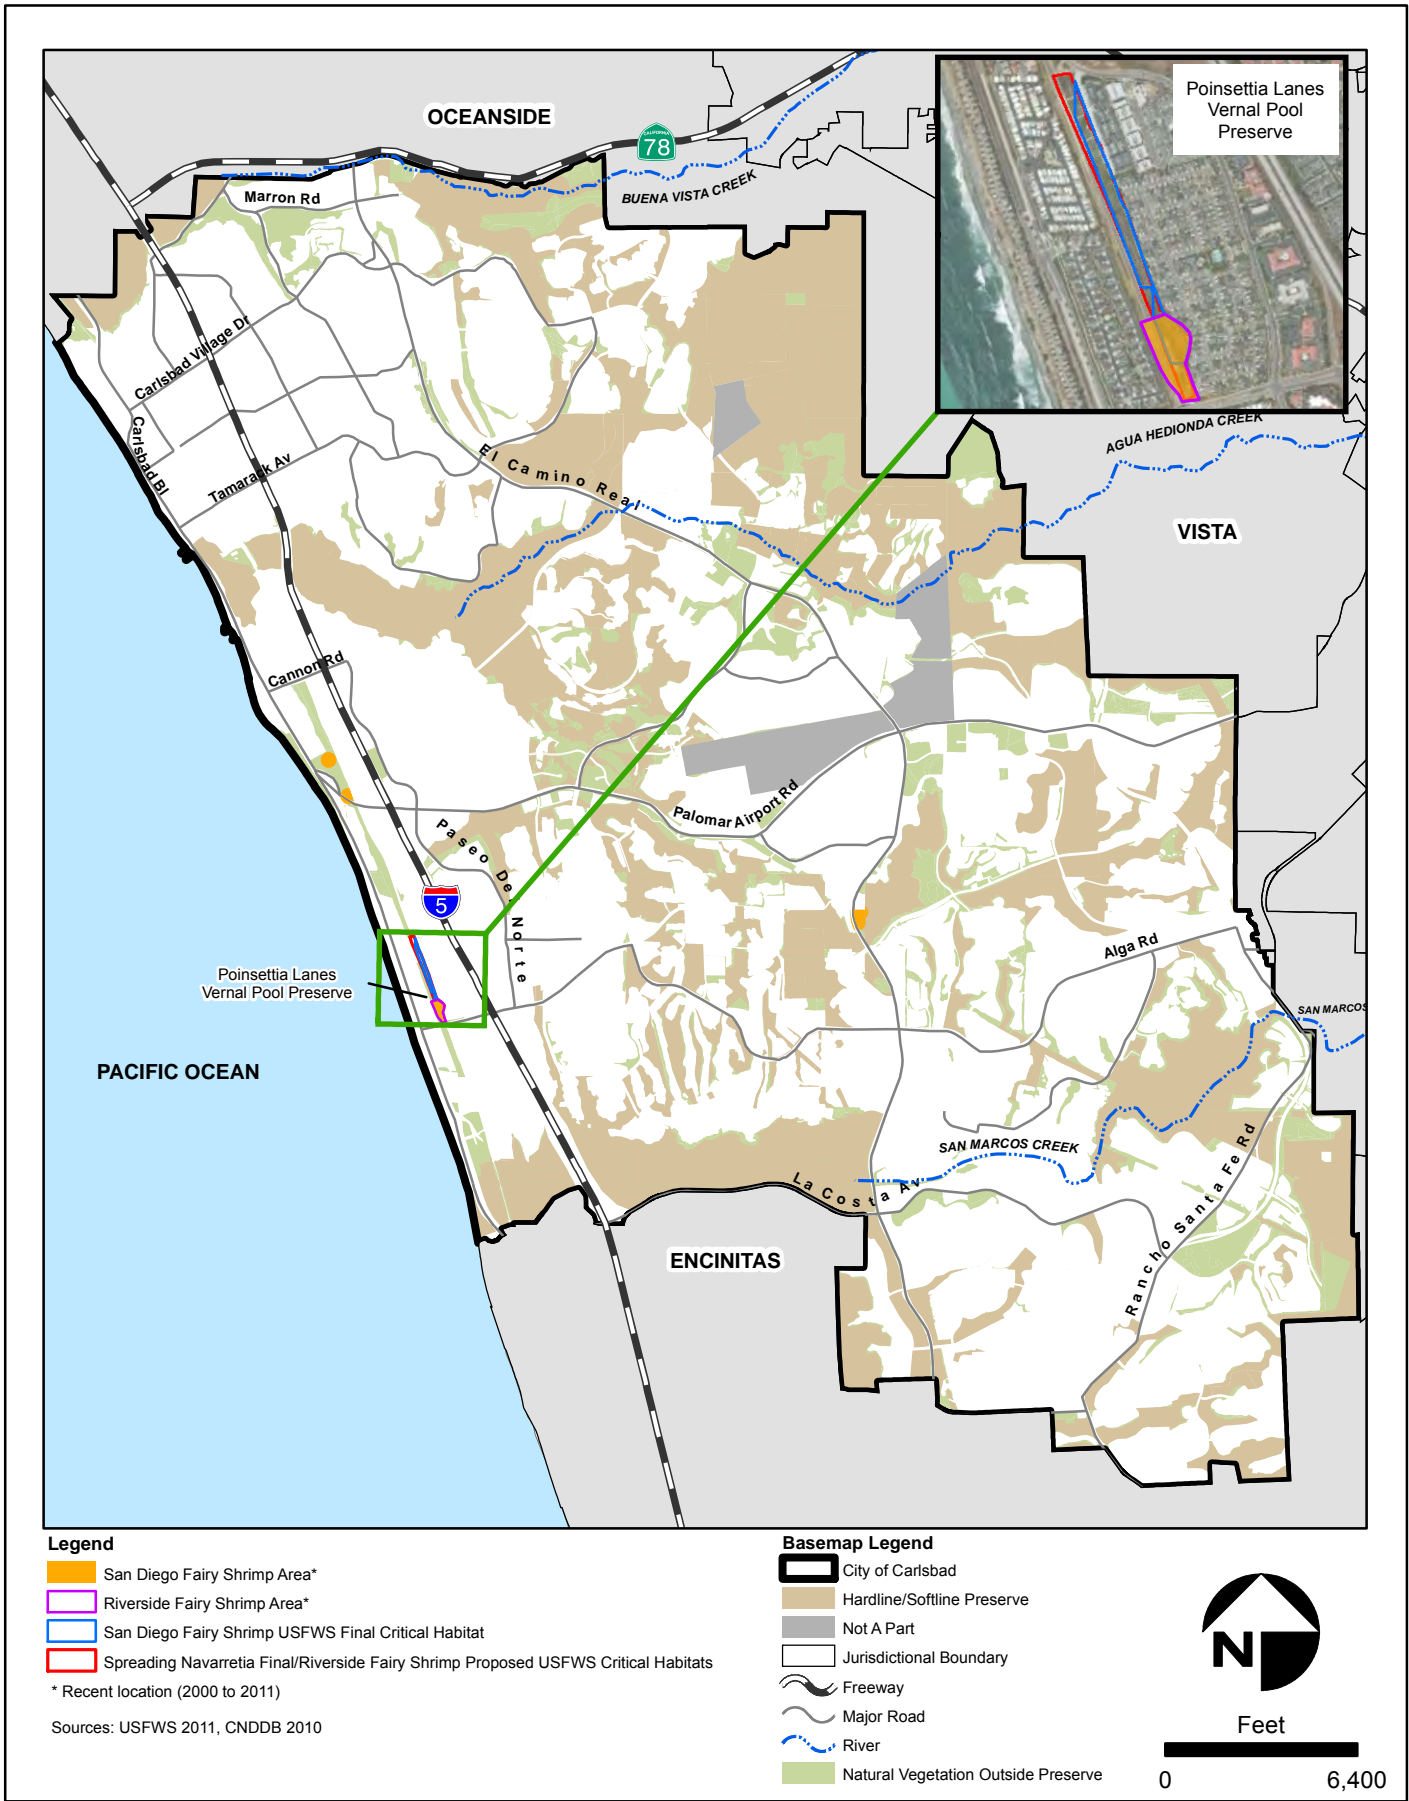 Poinsettia Lanes
Vernal Pool
Preserve
OCEANSIDE
CALIFORNIA
78
BUENA VISTA CREEK
Marron Rd
Carlsbad Village Dr
Carlsbad Bl
Tamarack Av
El Camino Real
AGUA HEDIONDA CREEK
VISTA
Cannon Rd
Palomar Airport Rd
Paseo Del Norte
5
Alga Rd
Poinsettia Lanes
Vernal Pool Preserve
SAN MARCOS
PACIFIC OCEAN
SAN MARCOS CREEK
La Costa Av
Rancho Santa Fe Rd
ENCINITAS
Legend
San Diego Fairy Shrimp Area*
Riverside Fairy Shrimp Area*
San Diego Fairy Shrimp USFWS Final Critical Habitat
Spreading Navarretia Final/Riverside Fairy Shrimp Proposed USFWS Critical Habitats
* Recent location (2000 to 2011)
Sources: USFWS 2011, CNDDB 2010
Basemap Legend
City of Carlsbad
Hardline/Softline Preserve
Not A Part
Jurisdictional Boundary
Freeway
Major Road
River
Natural Vegetation Outside Preserve
N
Feet
0 6,400